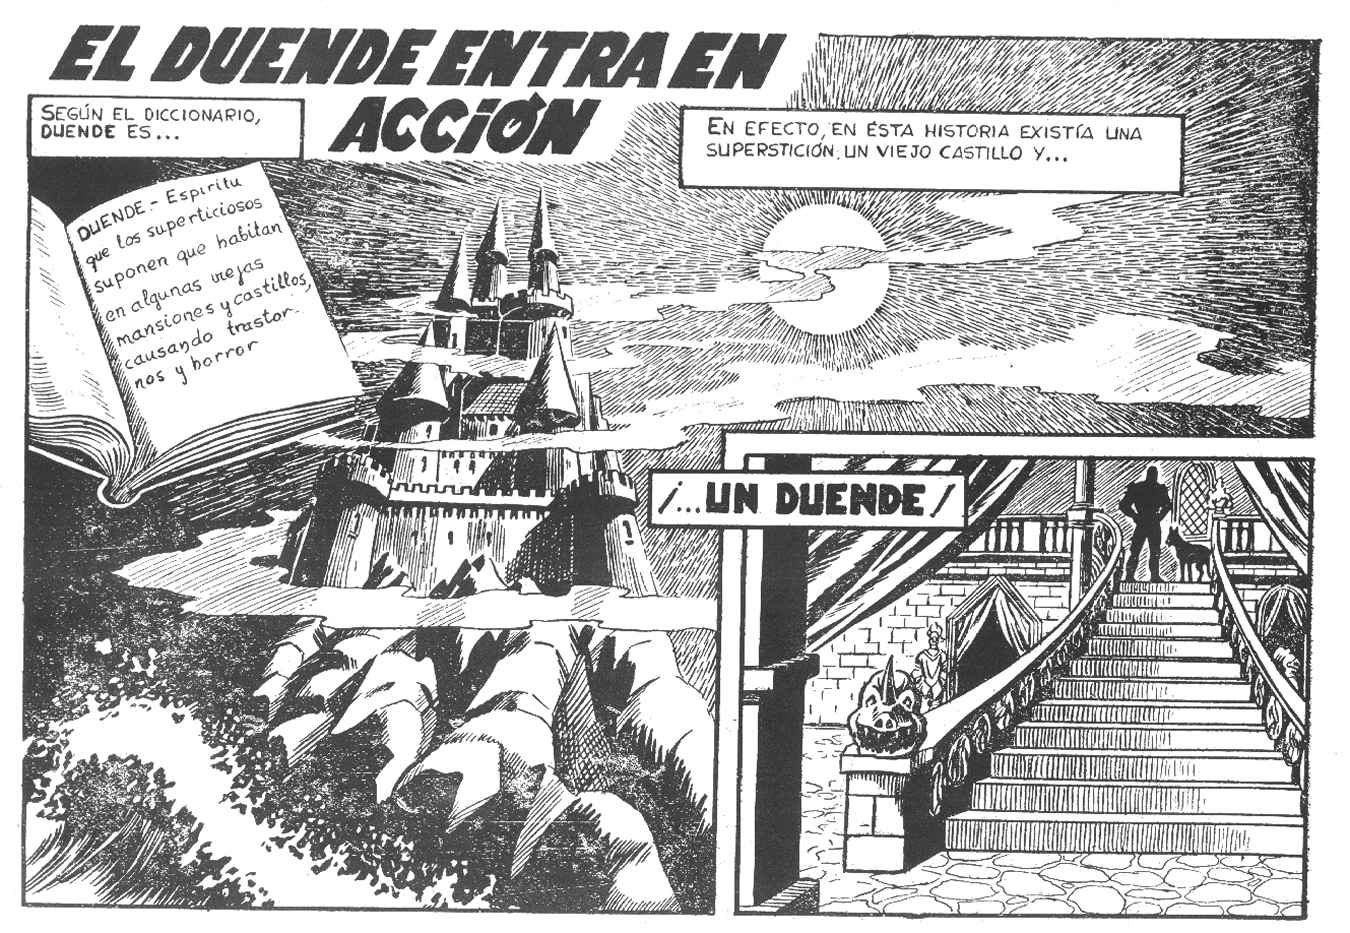 EL DUENDE ENTRA EN
ACCIÓN
SEGÚN EL DICCIONARIO,
DUENDE ES...
DUENDE.- Espíritu
que los superticiosos
suponen que habitan
en algunas viejas
mansiones y castillos,
causando trastor-
nos y horror
EN EFECTO, EN ÉSTA HISTORIA EXISTÍA UNA
SUPERSTICIÓN, UN VIEJO CASTILLO Y...
¡...UN DUENDE!